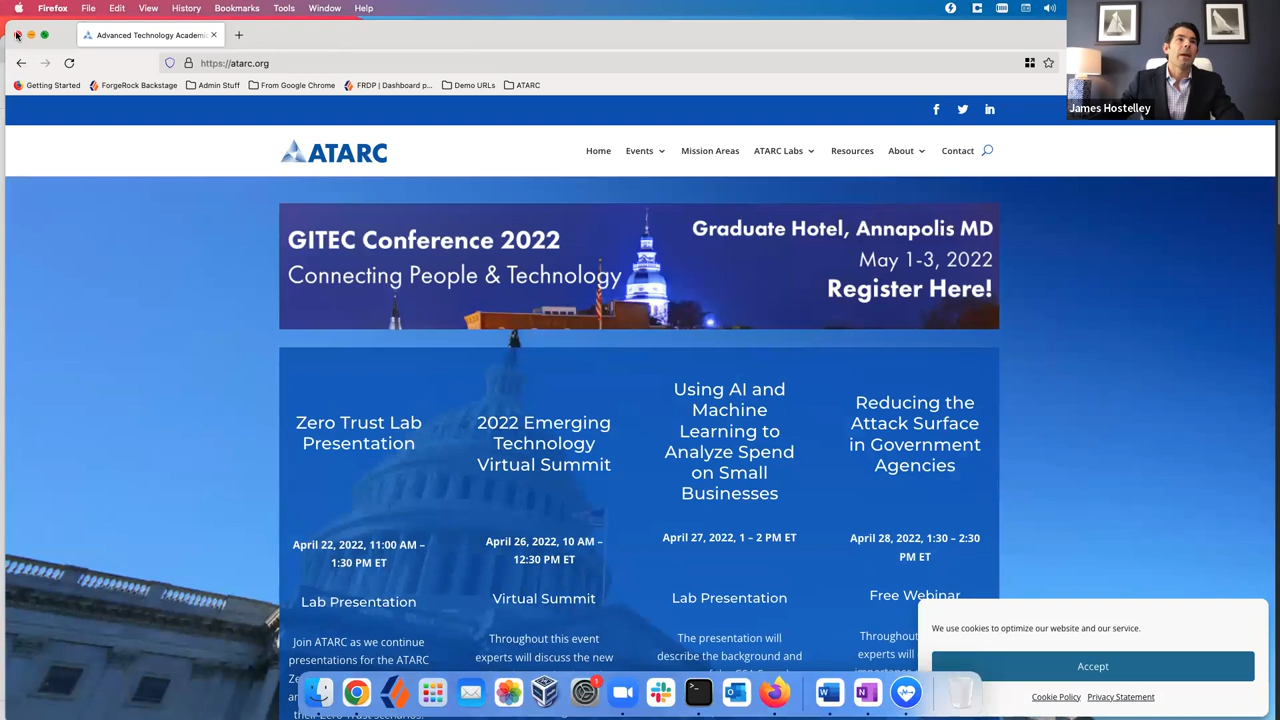 Firefox File Edit View History Bookmarks Tools Window Help
Advanced Technology Academic
https://atarc.org
Getting Started ForgeRock Backstage Admin Stuff From Google Chrome FRDP | Dashboard p... Demo URLs ATARC
James Hostelley
ATARC
Home Events Mission Areas ATARC Labs Resources About Contact
GITEC Conference 2022
Connecting People & Technology
Graduate Hotel, Annapolis MD
May 1-3, 2022
Register Here!
Zero Trust Lab
Presentation
April 22, 2022, 11:00 AM –
1:30 PM ET
Lab Presentation
Join ATARC as we continue
presentations for the ATARC
2022 Emerging
Technology
Virtual Summit
April 26, 2022, 10 AM –
12:30 PM ET
Virtual Summit
Throughout this event
experts will discuss the new
Using AI and
Machine
Learning to
Analyze Spend
on Small
Businesses
April 27, 2022, 1 – 2 PM ET
Lab Presentation
The presentation will
describe the background and
Reducing the
Attack Surface
in Government
Agencies
April 28, 2022, 1:30 – 2:30
PM ET
Free Webinar
Throughout
experts will
We use cookies to optimize our website and our service.
Accept
Cookie Policy Privacy Statement